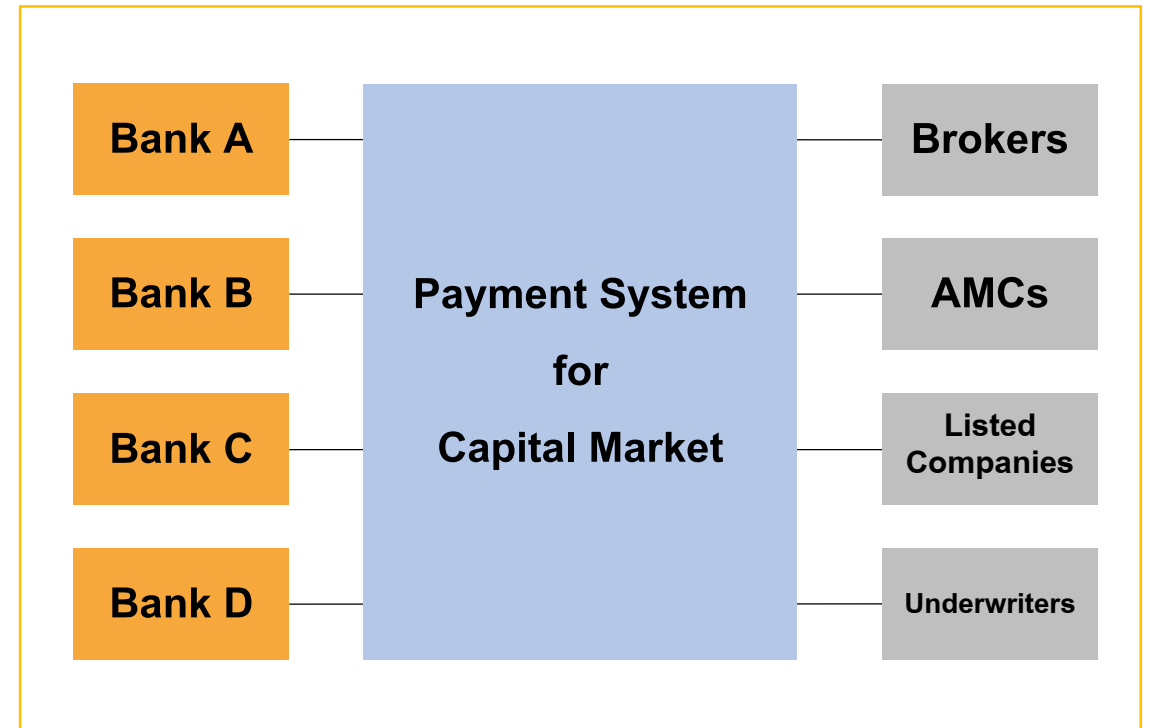 Bank A
Bank B
Bank C
Bank D
Payment System
for
Capital Market
Brokers
AMCs
Listed
Companies
Underwriters